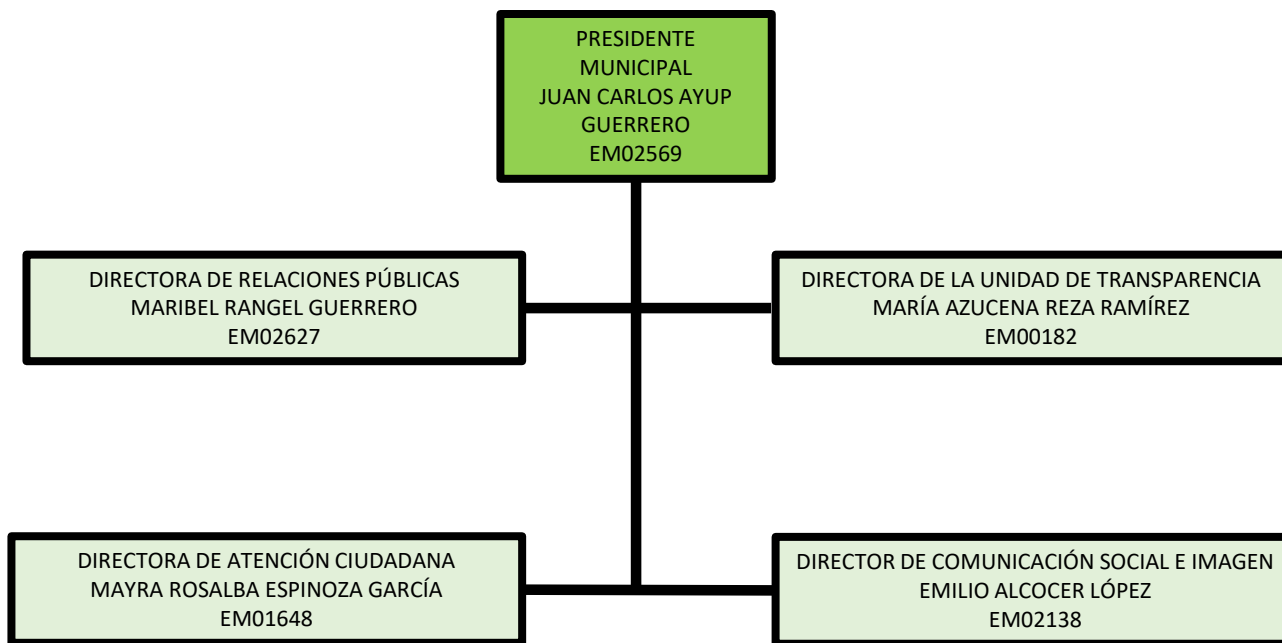 PRESIDENTE
MUNICIPAL
JUAN CARLOS AYUP
GUERRERO
EM02569
DIRECTORA DE RELACIONES PÚBLICAS
MARIBEL RANGEL GUERRERO
EM02627
DIRECTORA DE LA UNIDAD DE TRANSPARENCIA
MARÍA AZUCENA REZA RAMÍREZ
EM00182
DIRECTORA DE ATENCIÓN CIUDADANA
MAYRA ROSALBA ESPINOZA GARCÍA
EM01648
DIRECTOR DE COMUNICACIÓN SOCIAL E IMAGEN
EMILIO ALCOCER LÓPEZ
EM02138